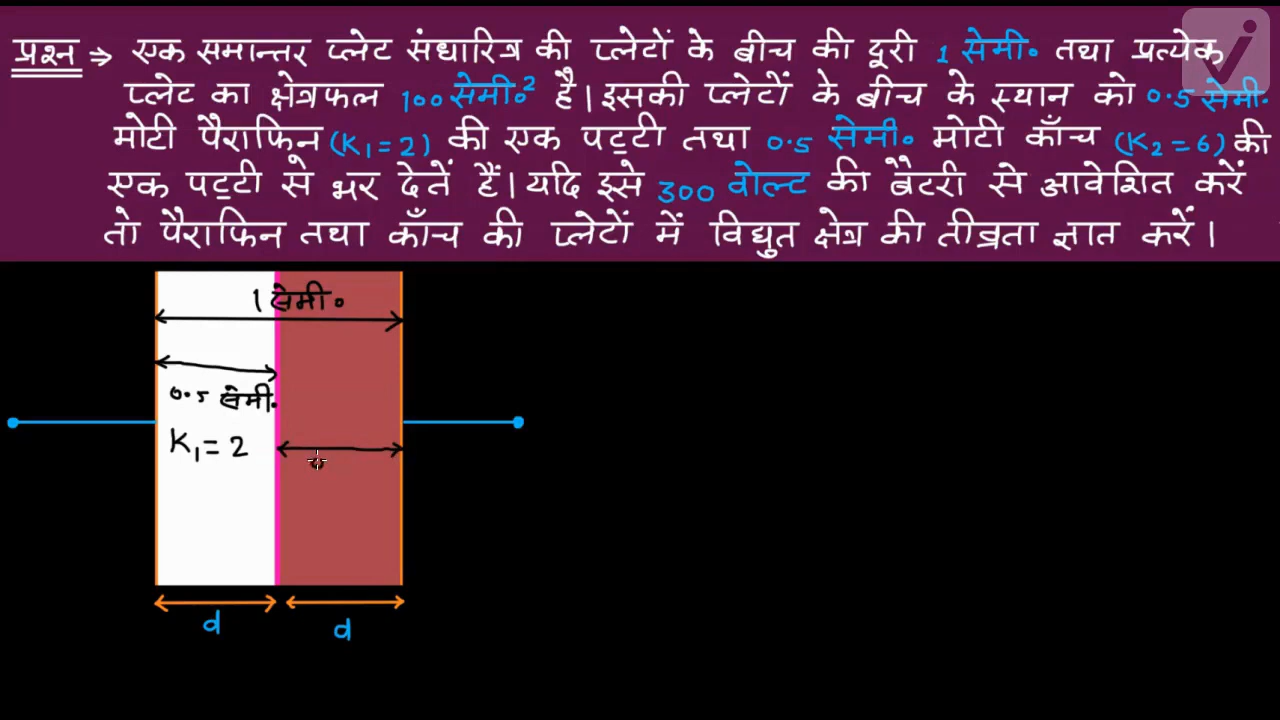 प्रश्न → एक समान्तर प्लेट संधारित्र की प्लेटों के बीच की दूरी 1 सेमी॰ तथा प्रत्येक
प्लेट का क्षेत्रफल 100 सेमी॰² है। इसकी प्लेटों के बीच के स्थान को 0.5 सेमी.
मोटी पैराफिन (K₁ = 2) की एक पट्टी तथा 0.5 सेमी॰ मोटी काँच (K₂ = 6) की
एक पट्टी से भर देतें हैं। यदि इसे 300 वोल्ट की बैटरी से आवेशित करें
तो पैराफिन तथा काँच की प्लेटों में विद्युत क्षेत्र की तीव्रता ज्ञात करें।
1 सेमी॰
0.5 सेमी.
K₁ = 2
d
d